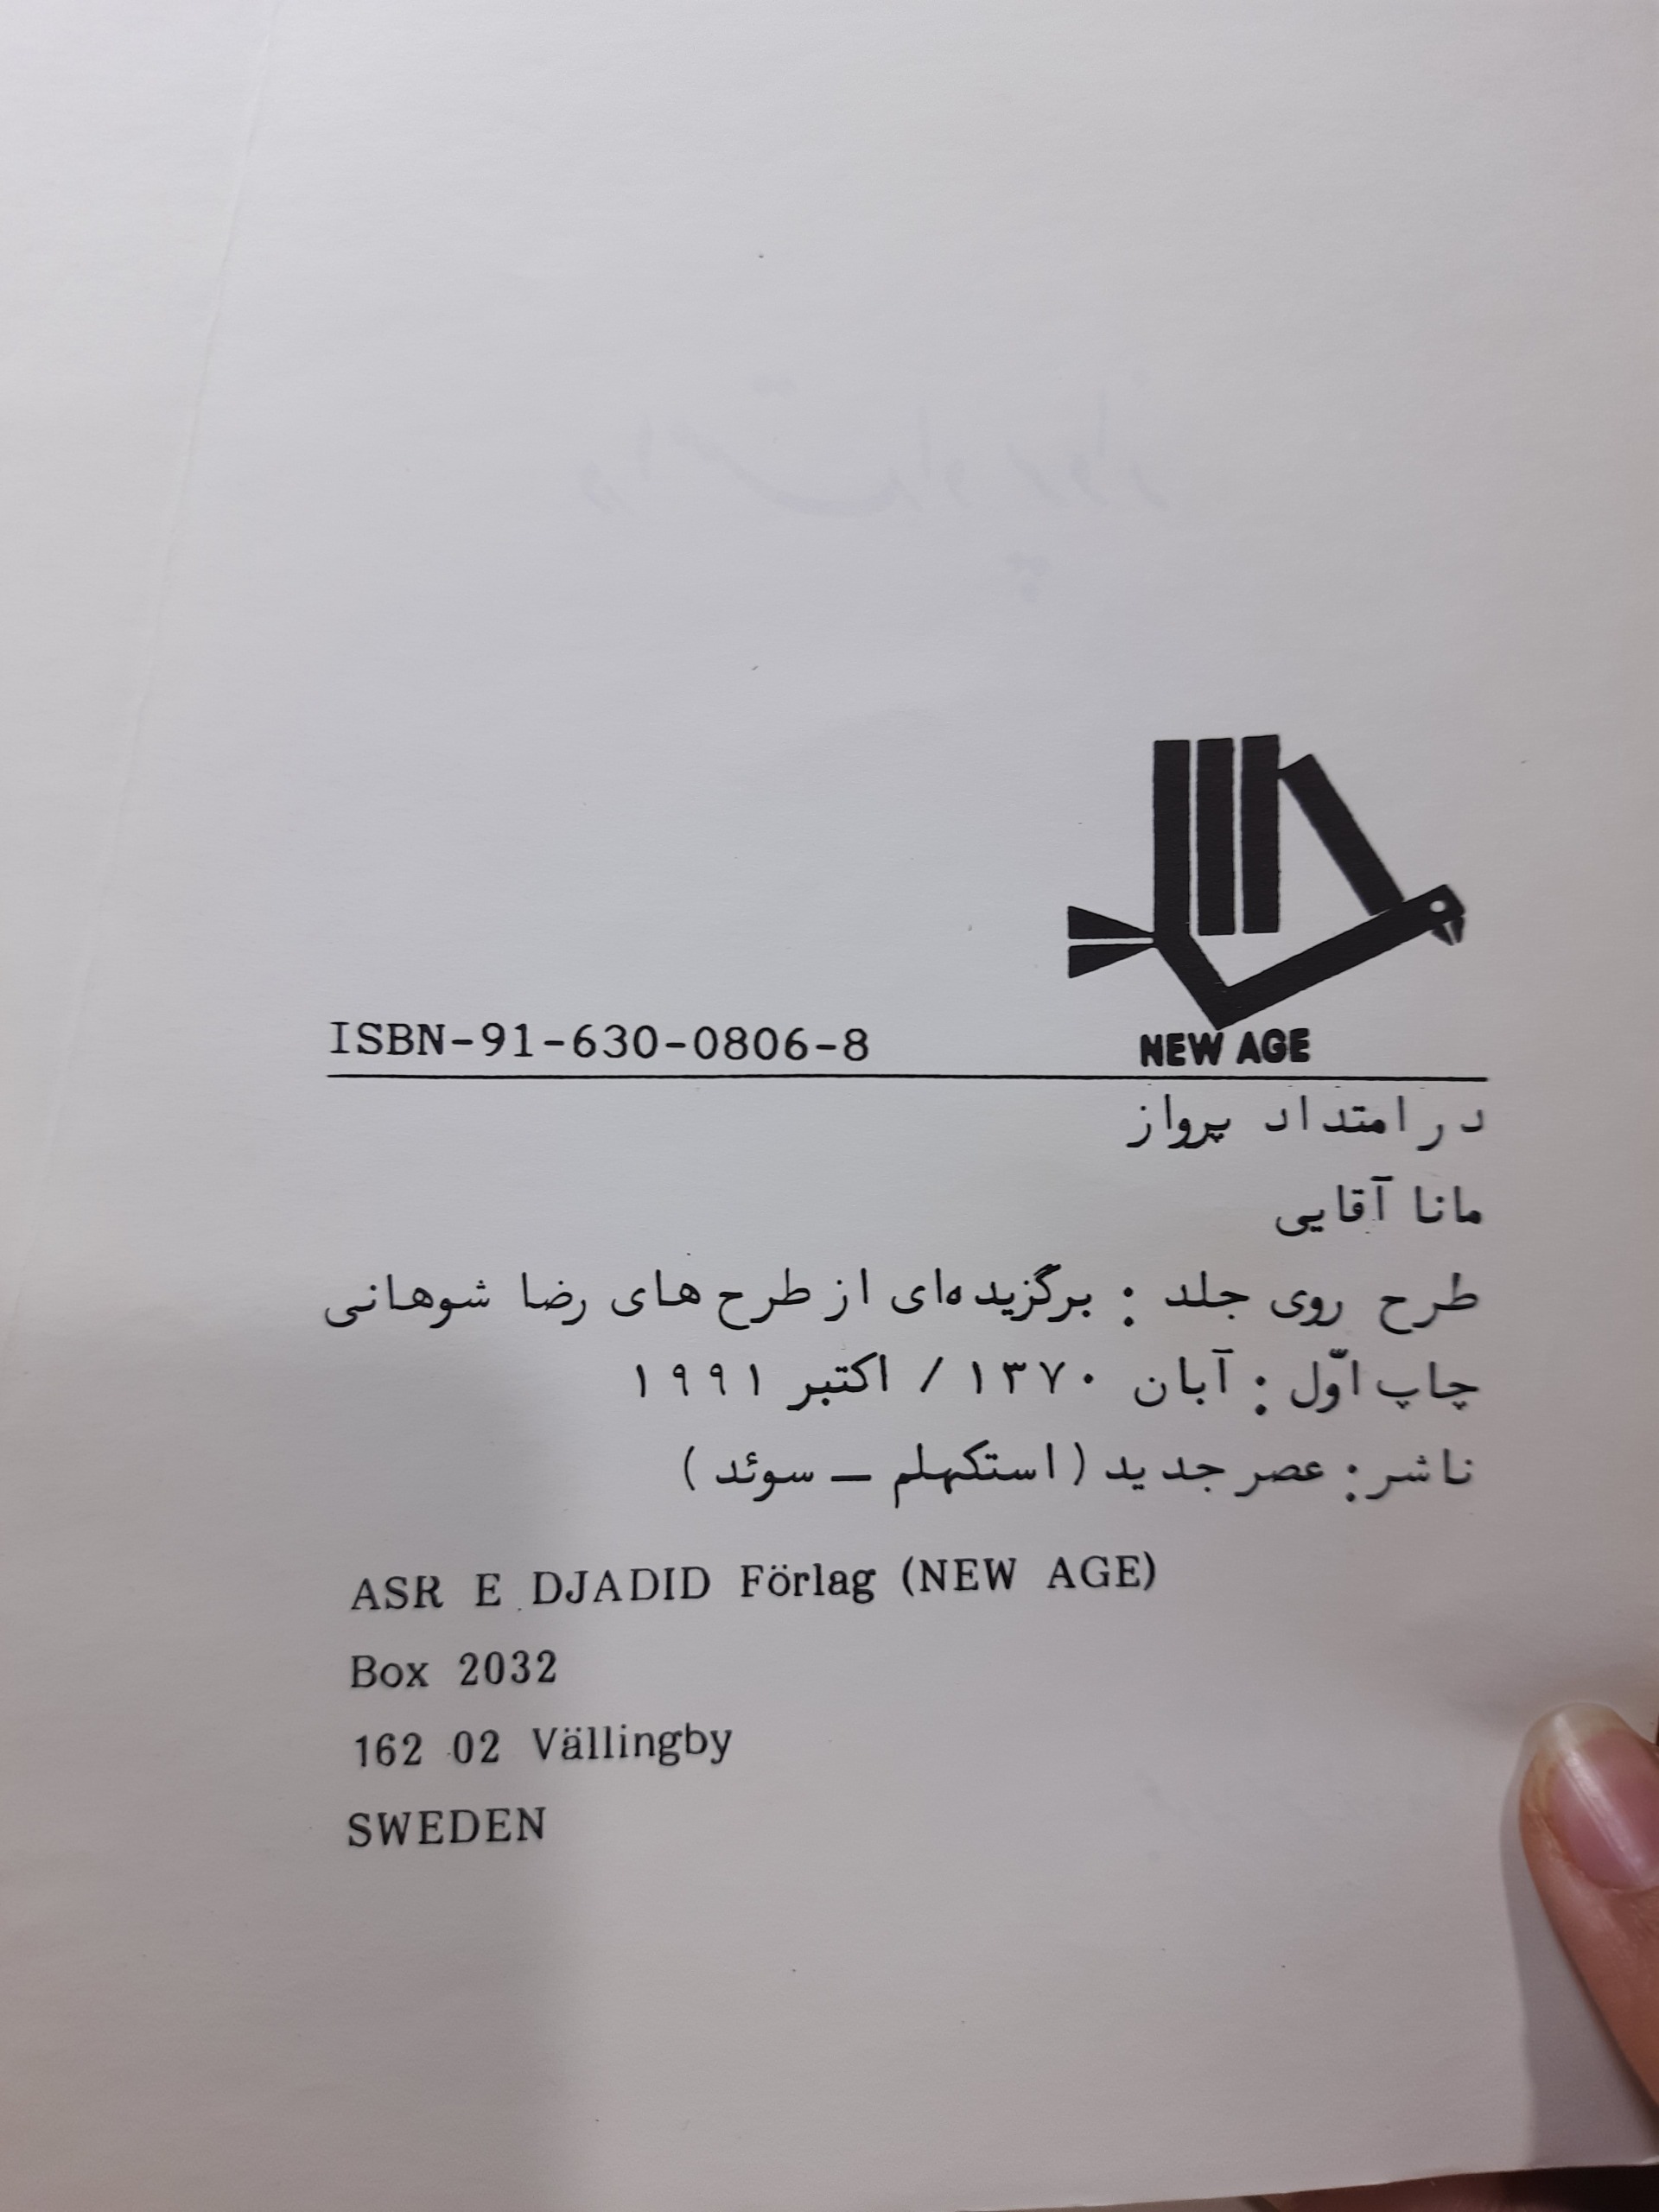 NEW AGE
ISBN-91-630-0806-8
در امتداد پرواز
مانا آقایی
طرح روی جلد : برگزیده‌ای از طرح های رضا شوهانی
چاپ اوّل : آبان ۱۳۷۰ / اکتبر ۱۹۹۱
ناشر : عصر جدید ( استکهلم – سوئد )
ASR E DJADID Förlag (NEW AGE)
Box 2032
162 02 Vällingby
SWEDEN